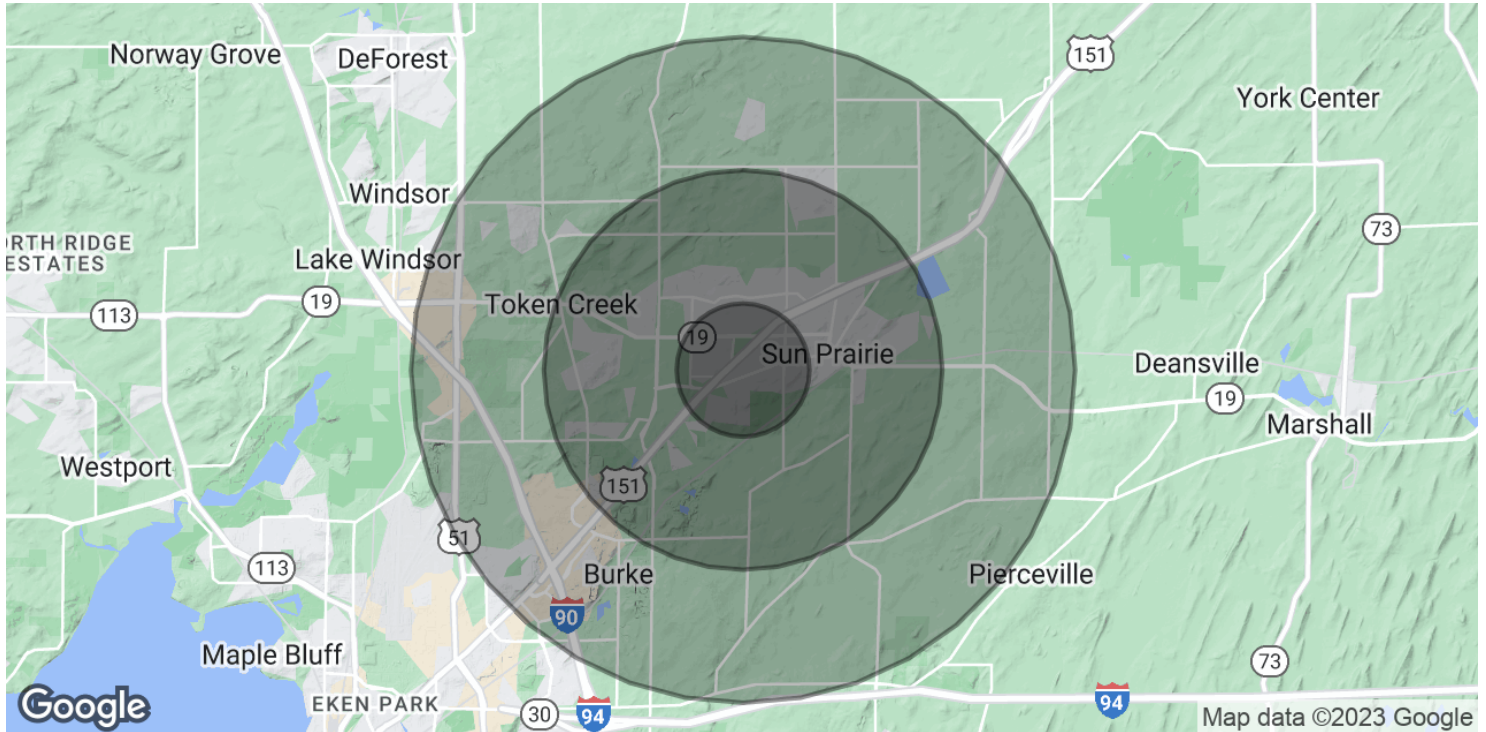 Norway Grove
DeForest
151
York Center
Windsor
73
RTH RIDGE
ESTATES
Lake Windsor
19
Token Creek
113
19
Sun Prairie
Deansville
19
Marshall
Westport
151
51
113
Burke
Pierceville
90
Maple Bluff
73
EKEN PARK
30
94
94
Google
Map data ©2023 Google